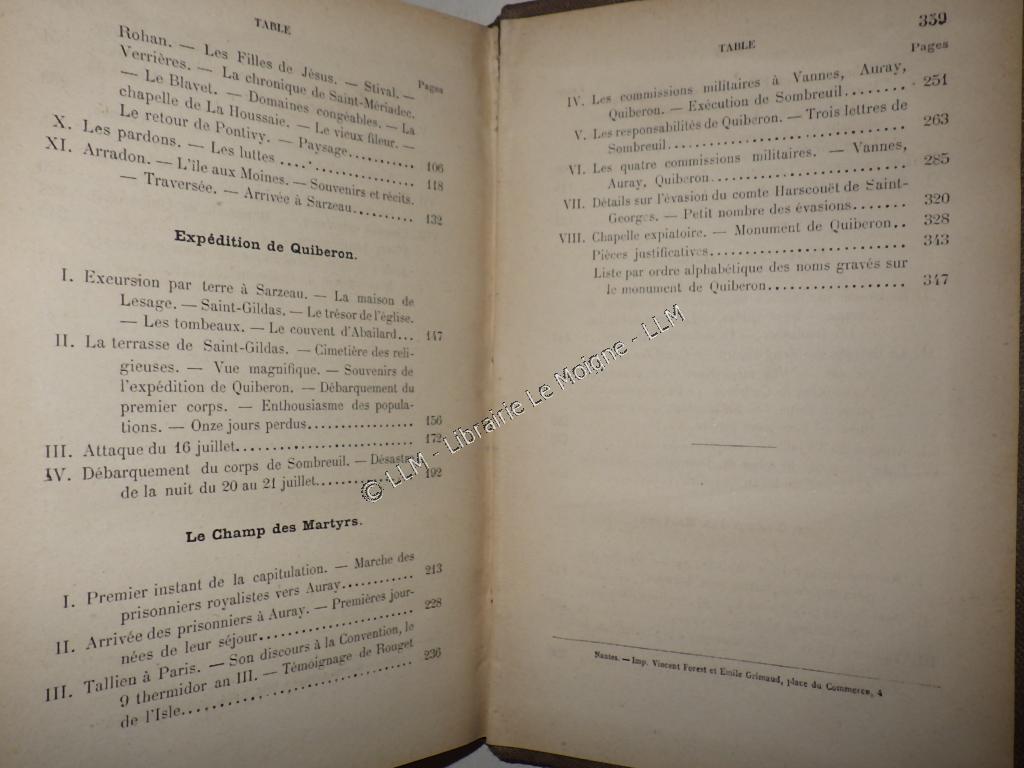 TABLE
Pages
Rohan. — Les Filles de Jésus. — Stival. —
Verrières. — La chronique de Saint-Mériadec.
— Le Blavet. — Domaines congéables. — La
chapelle de La Houssaie. — Le vieux fileur. —
Le retour de Pontivy. — Paysage........... 106
X. Les pardons. — Les luttes .................... 118
XI. Arradon. — L'île aux Moines. — Souvenirs et récits.
— Traversée. — Arrivée à Sarzeau.......... 132
Expédition de Quiberon.
I. Excursion par terre à Sarzeau. — La maison de
Lesage. — Saint-Gildas. — Le trésor de l'église.
— Les tombeaux. — Le couvent d'Abailard... 147
II. La terrasse de Saint-Gildas. — Cimetière des reli-
gieuses. — Vue magnifique. — Souvenirs de
l'expédition de Quiberon. — Débarquement du
premier corps. — Enthousiasme des popula-
tions. — Onze jours perdus................. 156
III. Attaque du 16 juillet........................... 172
IV. Débarquement du corps de Sombreuil. — Désastre
de la nuit du 20 au 21 juillet............... 192
Le Champ des Martyrs.
I. Premier instant de la capitulation. — Marche des
prisonniers royalistes vers Auray........... 213
II. Arrivée des prisonniers à Auray. — Premières jour-
nées de leur séjour........................ 228
III. Tallien à Paris. — Son discours à la Convention, le
9 thermidor an III. — Témoignage de Rouget
de l'Isle.................................. 236
359
TABLE
Pages
IV. Les commissions militaires à Vannes, Auray,
Quiberon. — Exécution de Sombreuil........ 251
V. Les responsabilités de Quiberon. — Trois lettres de
Sombreuil................................. 263
VI. Les quatre commissions militaires. — Vannes,
Auray, Quiberon........................... 285
VII. Détails sur l'évasion du comte Harscouët de Saint-
Georges. — Petit nombre des évasions....... 320
VIII. Chapelle expiatoire. — Monument de Quiberon.. 328
Pièces justificatives.......................... 343
Liste par ordre alphabétique des noms gravés sur
le monument de Quiberon................... 347
Nantes. — Imp. Vincent Forest et Emile Grimaud, place du Commerce, 4
© LLM - Librairie Le Moigne - LLM